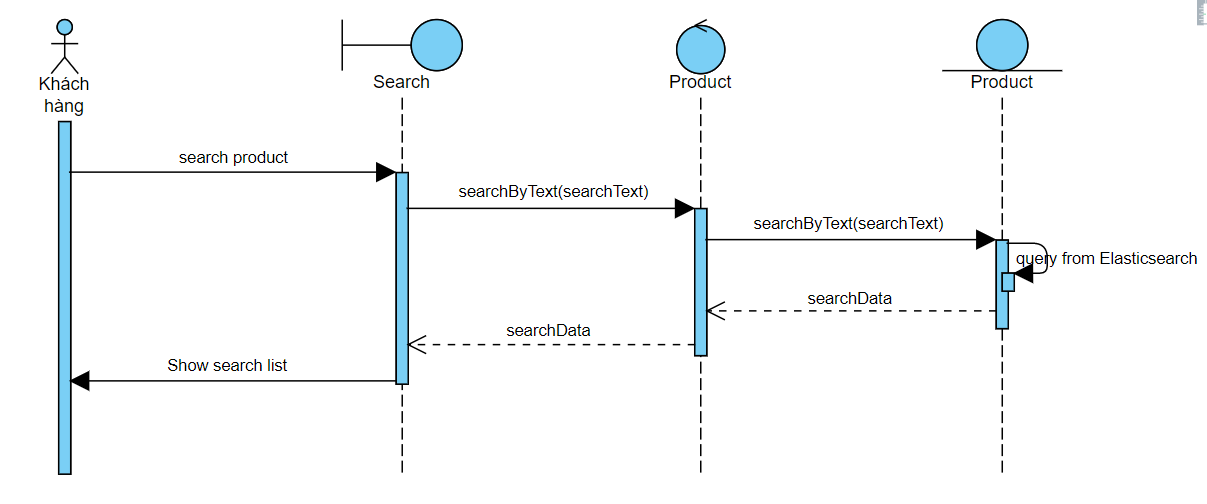 Khách
hàng
Search
Product
Product
search product
searchByText(searchText)
searchByText(searchText)
query from Elasticsearch
searchData
searchData
Show search list